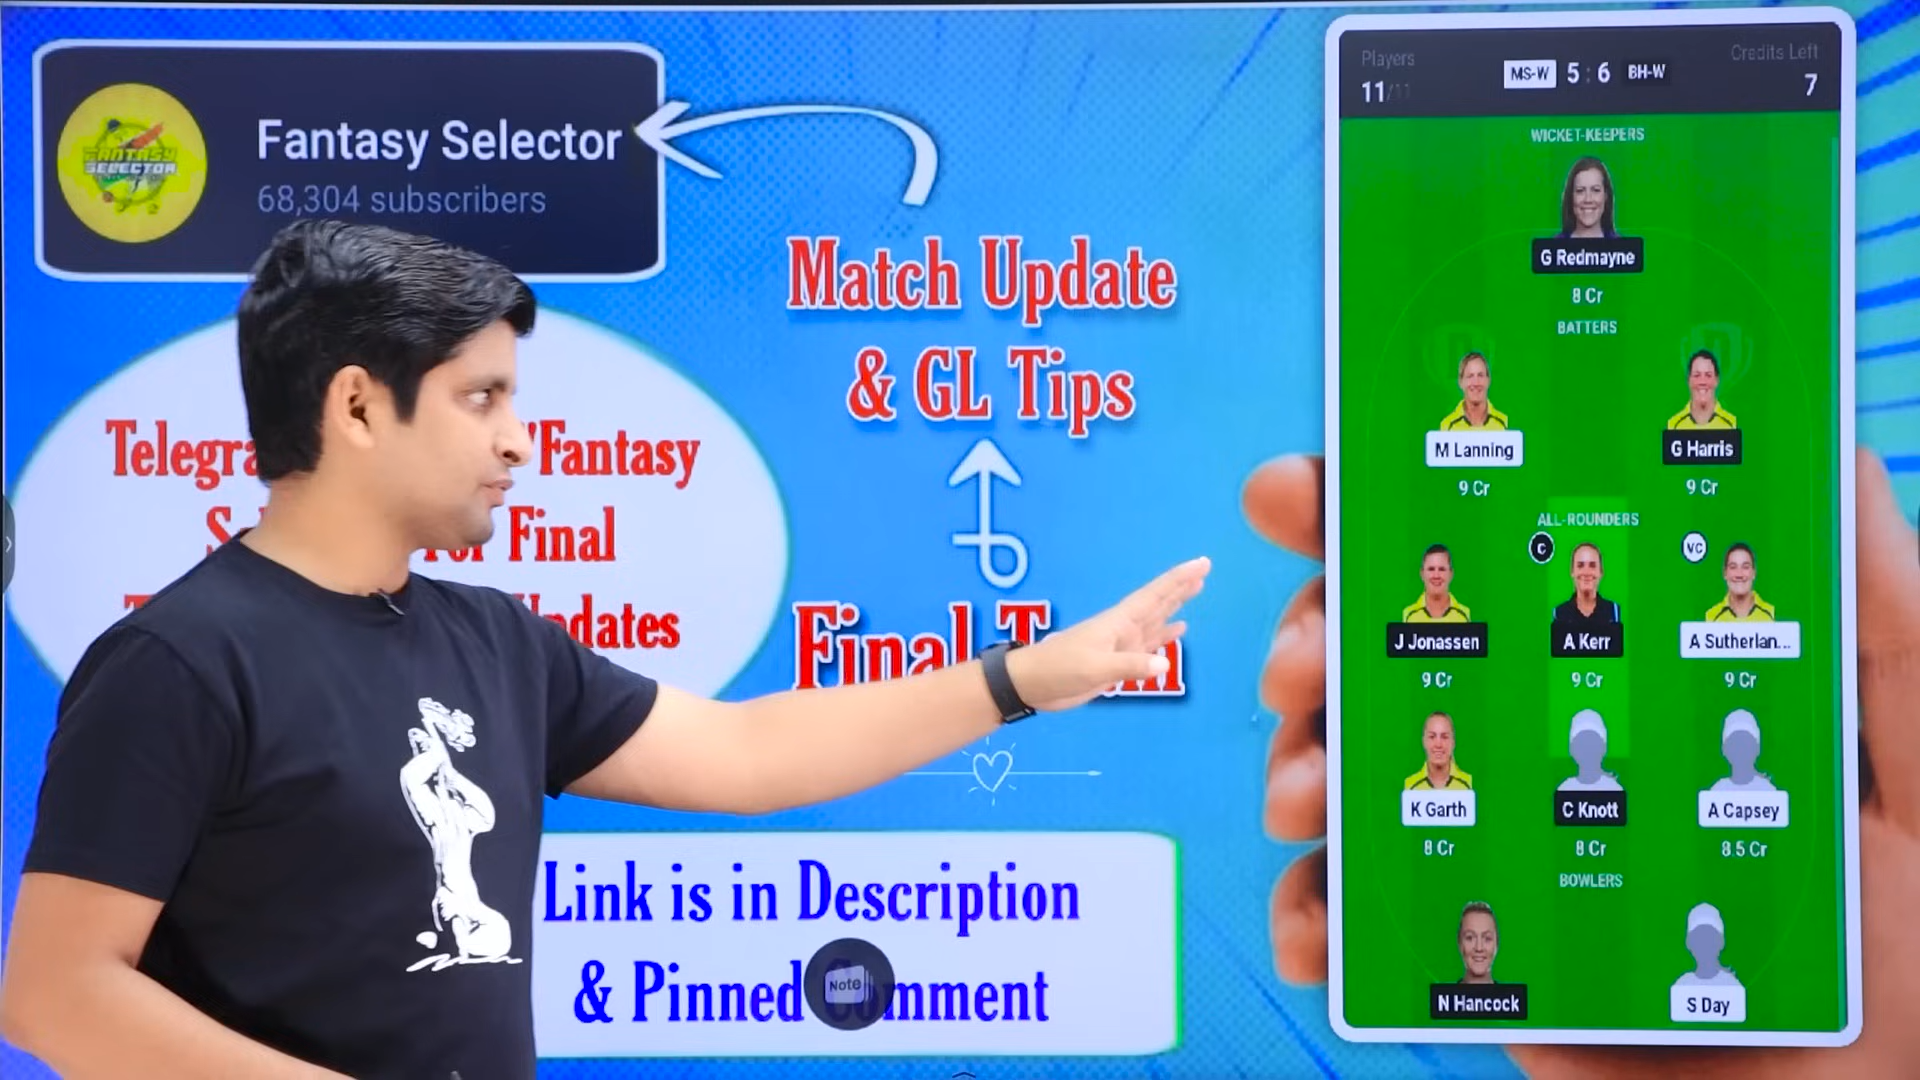 Fantasy Selector
68,304 subscribers
FANTASY
SELECTOR
Match Update
& GL Tips
"Fantasy
For Final
Final
Link is in Description
& Pinned
Note
Players
11/11
MS-W 5 : 6 BH-W
Credits Left
7
WICKET-KEEPERS
G Redmayne
8 Cr
BATTERS
M Lanning
9 Cr
G Harris
9 Cr
ALL-ROUNDERS
C
VC
J Jonassen
9 Cr
A Kerr
9 Cr
A Sutherlan...
9 Cr
K Garth
8 Cr
C Knott
8 Cr
A Capsey
8.5 Cr
BOWLERS
N Hancock
S Day